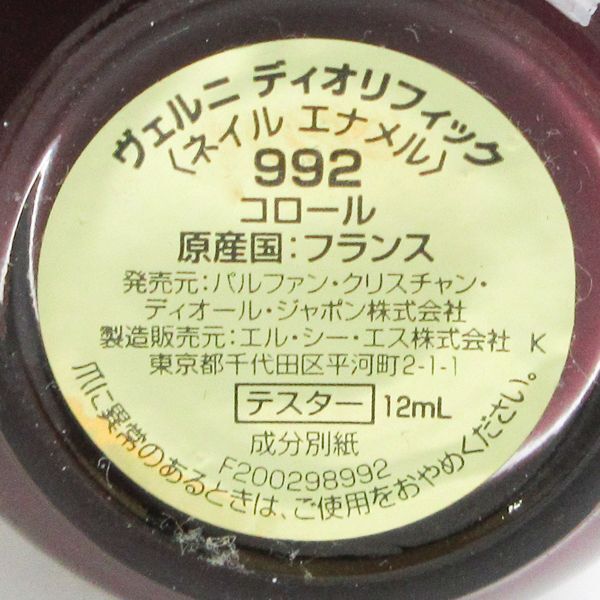 ヴェルニ ディオリフィック
〈ネイル エナメル〉
992
コロール
原産国：フランス
発売元：パルファン・クリスチャン・
ディオール・ジャポン株式会社
製造販売元：エル・シー・エス株式会社 K
東京都千代田区平河町2-1-1
テスター 12mL
成分別紙
F200298992
爪に異常のあるときは、ご使用をおやめください。